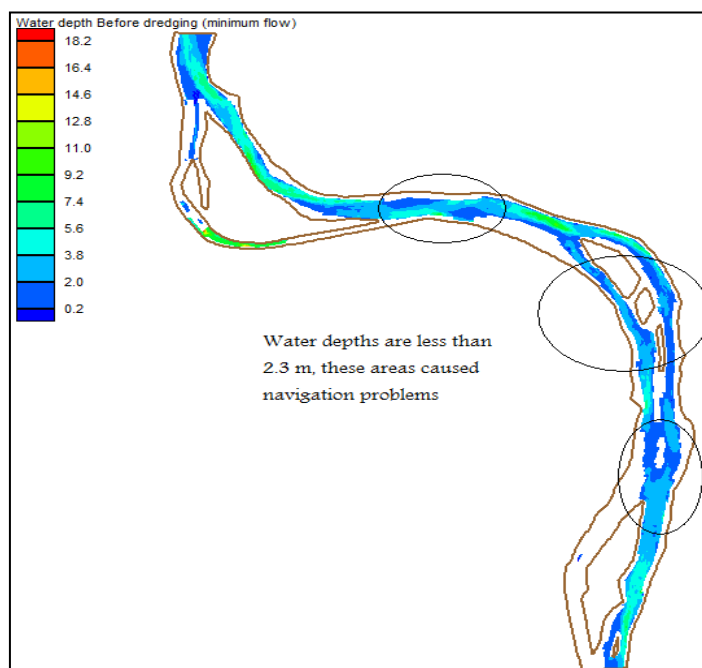 Water depth Before dredging (minimum flow)
18.2
16.4
14.6
12.8
11.0
9.2
7.4
5.6
3.8
2.0
0.2
Water depths are less than
2.3 m, these areas caused
navigation problems